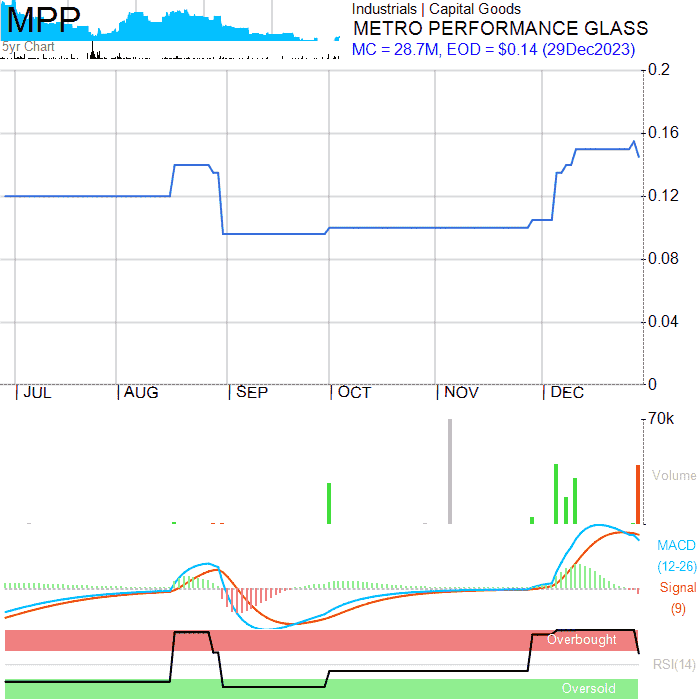 MPP
5yr Chart
Industrials | Capital Goods
METRO PERFORMANCE GLASS
MC = 28.7M, EOD = $0.14 (29Dec2023)
0.2
0.16
0.12
0.08
0.04
0
JUL AUG SEP OCT NOV DEC
70k
Volume
MACD
(12-26)
Signal
(9)
Overbought
RSI(14)
Oversold